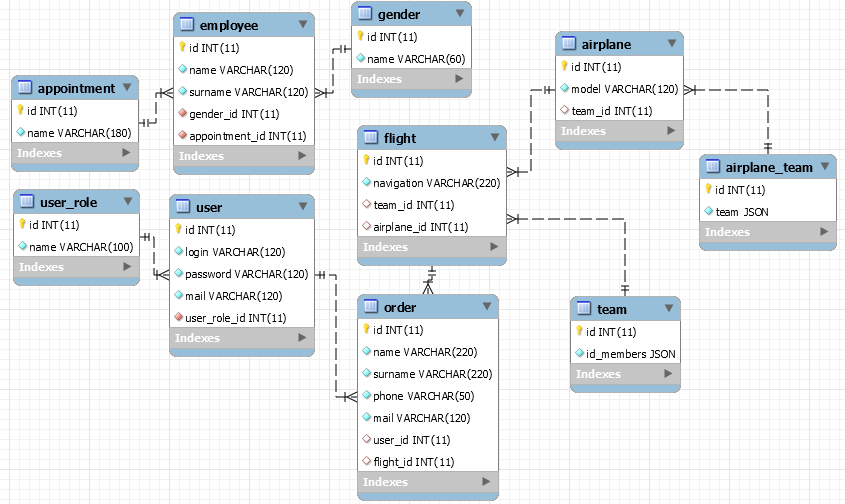 employee
id INT(11)
name VARCHAR(120)
surname VARCHAR(120)
gender_id INT(11)
appointment_id INT(11)
Indexes
gender
id INT(11)
name VARCHAR(60)
Indexes
airplane
id INT(11)
model VARCHAR(120)
team_id INT(11)
Indexes
appointment
id INT(11)
name VARCHAR(180)
Indexes
flight
id INT(11)
navigation VARCHAR(220)
team_id INT(11)
airplane_id INT(11)
Indexes
airplane_team
id INT(11)
team JSON
Indexes
user_role
id INT(11)
name VARCHAR(100)
Indexes
user
id INT(11)
login VARCHAR(120)
password VARCHAR(120)
mail VARCHAR(120)
user_role_id INT(11)
Indexes
order
id INT(11)
name VARCHAR(220)
surname VARCHAR(220)
phone VARCHAR(50)
mail VARCHAR(120)
user_id INT(11)
flight_id INT(11)
Indexes
team
id INT(11)
id_members JSON
Indexes